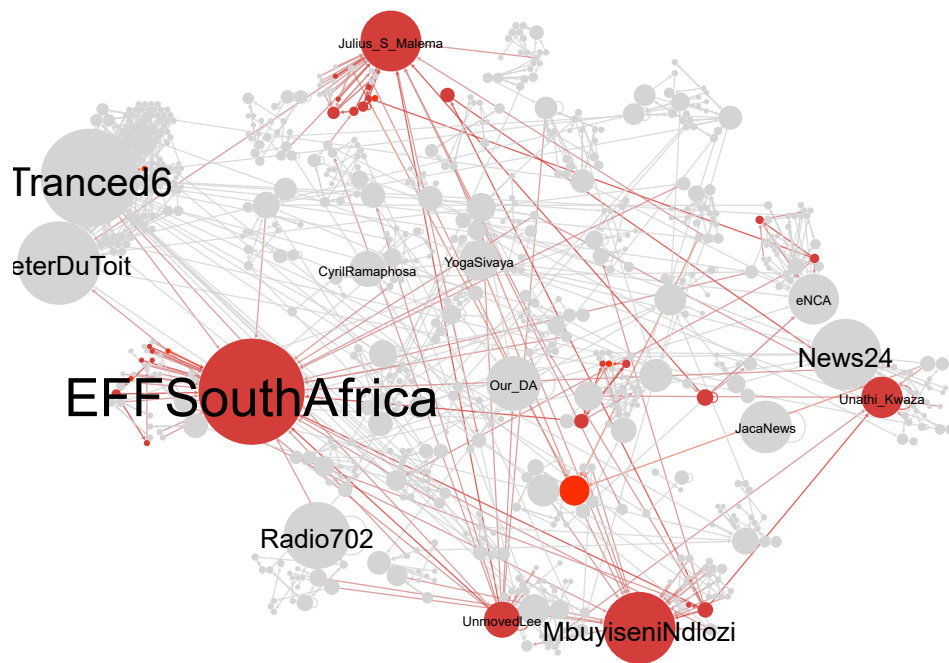 Julius_S_Malema
Tranced6
eterDuToit
CyrilRamaphosa
YogaSivaya
eNCA
News24
EFFSouthAfrica
Our_DA
Unathi_Kwaza
JacaNews
Radio702
UnmovedLee
MbuyiseniNdlozi